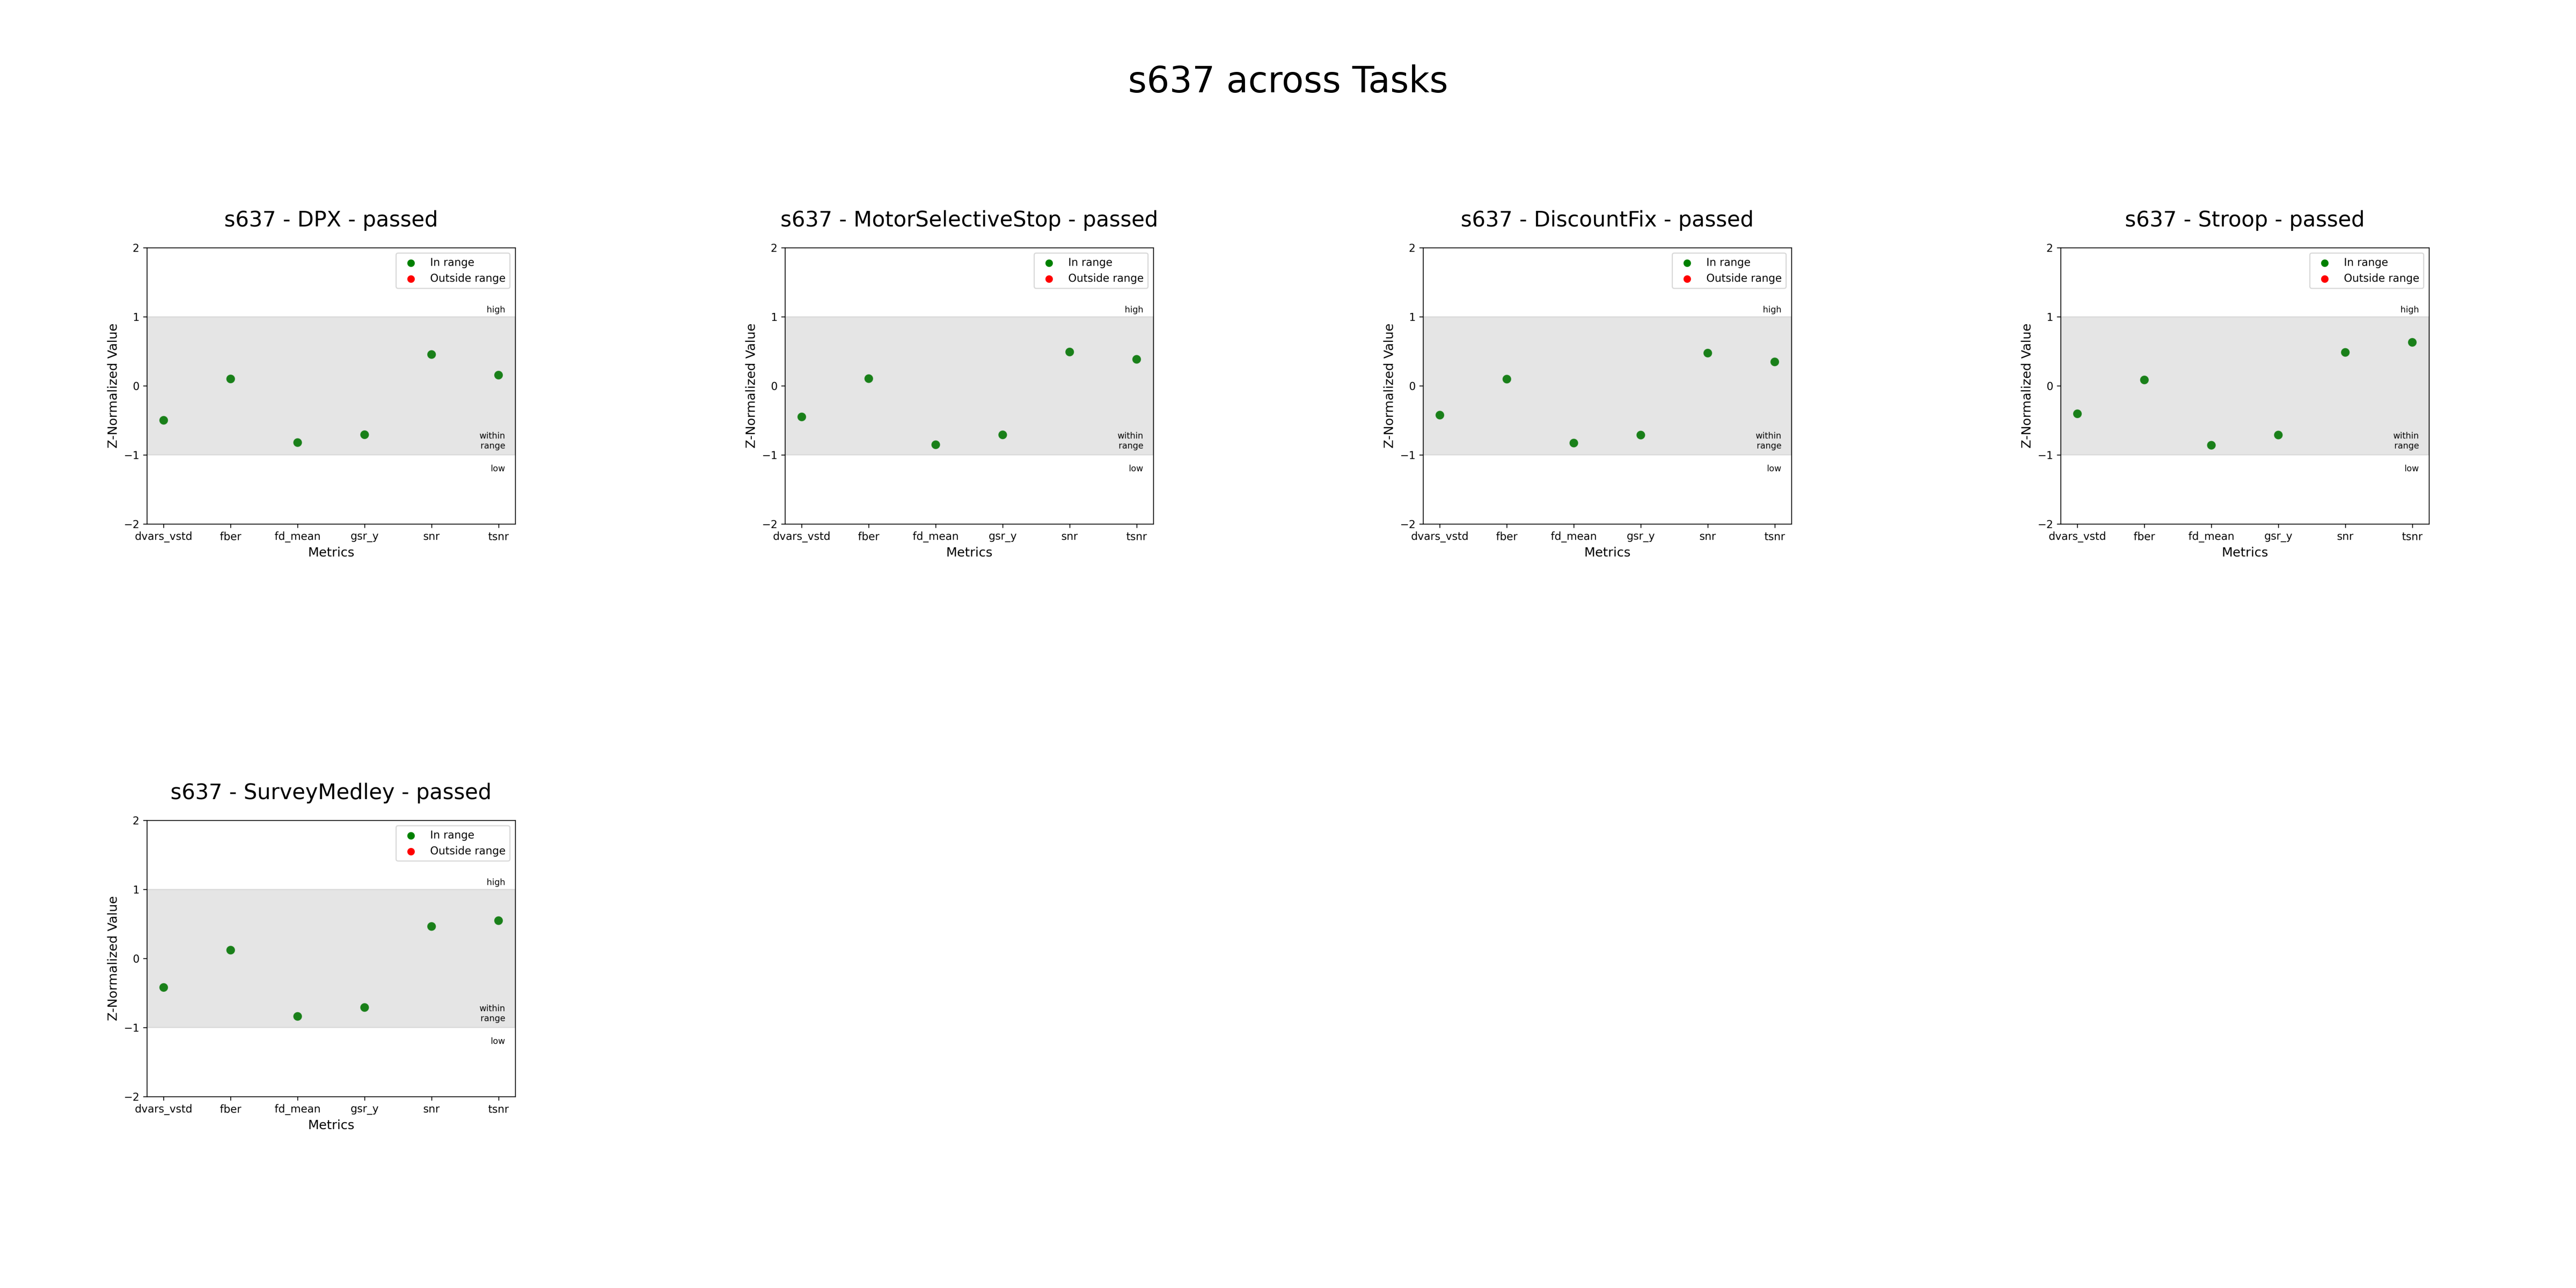 s637 across Tasks
s637 - DPX - passed
2
1
0
−1
−2
Z-Normalized Value
In range
Outside range
high
within
range
low
dvars_vstd fber fd_mean gsr_y snr tsnr
Metrics
s637 - MotorSelectiveStop - passed
2
1
0
−1
−2
Z-Normalized Value
In range
Outside range
high
within
range
low
dvars_vstd fber fd_mean gsr_y snr tsnr
Metrics
s637 - DiscountFix - passed
2
1
0
−1
−2
Z-Normalized Value
In range
Outside range
high
within
range
low
dvars_vstd fber fd_mean gsr_y snr tsnr
Metrics
s637 - Stroop - passed
2
1
0
−1
−2
Z-Normalized Value
In range
Outside range
high
within
range
low
dvars_vstd fber fd_mean gsr_y snr tsnr
Metrics
s637 - SurveyMedley - passed
2
1
0
−1
−2
Z-Normalized Value
In range
Outside range
high
within
range
low
dvars_vstd fber fd_mean gsr_y snr tsnr
Metrics